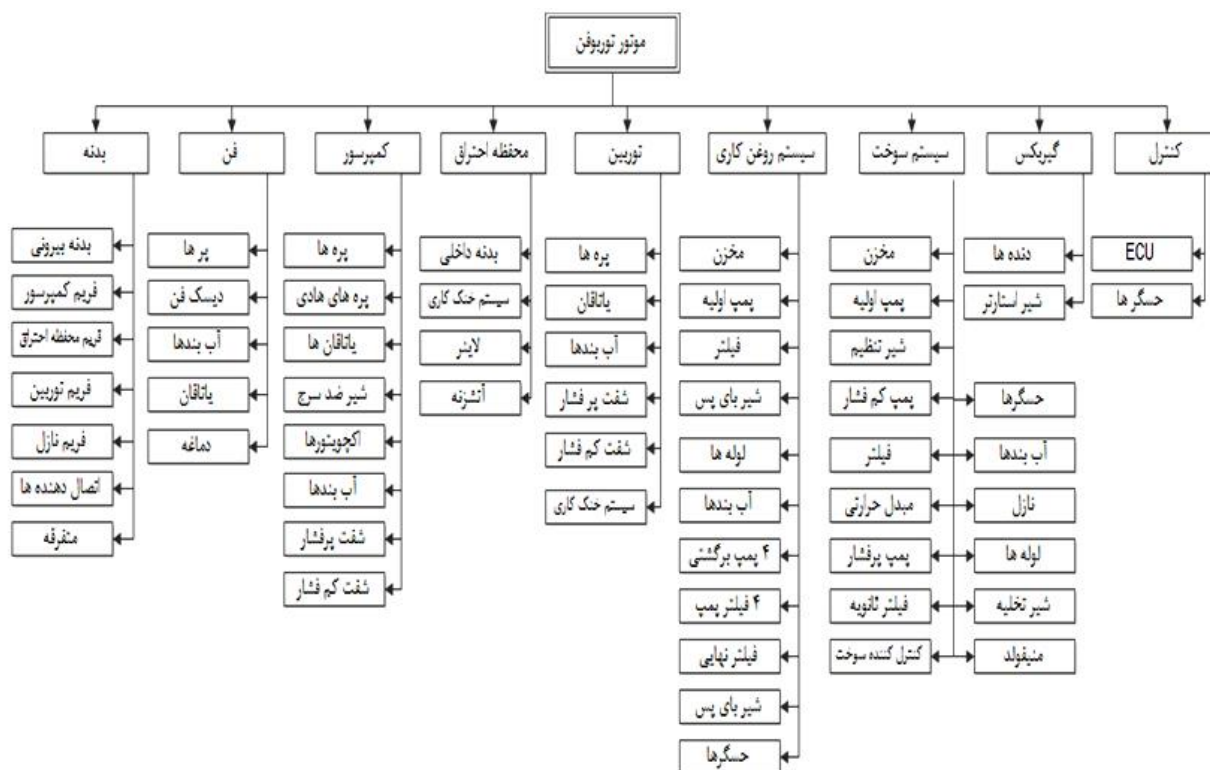 موتور توربوفن
کنترل
گیربکس
سیستم سوخت
سیستم روغن کاری
توربین
محفظه احتراق
کمپرسور
فن
بدنه
ECU
حسگر ها
دنده ها
شیر استارتر
مخزن
پمپ اولیه
شیر تنظیم
پمپ کم فشار
فیلتر
مبدل حرارتی
پمپ پرفشار
فیلتر ثانویه
کنترل کننده سوخت
حسگرها
آب بندها
نازل
لوله ها
شیر تخلیه
منیفولد
مخزن
پمپ اولیه
فیلتر
شیر بای پس
لوله ها
آب بندها
۴ پمپ برگشتی
۴ فیلتر پمپ
فیلتر نهایی
شیر بای پس
حسگرها
پره ها
یاتاقان
آب بندها
شفت پر فشار
شفت کم فشار
سیستم خنک کاری
بدنه داخلی
سیستم خنک کاری
لاینر
آتشزنه
پره ها
پره های هادی
یاتاقان ها
شیر ضد سرج
اکچویتورها
آب بندها
شفت پرفشار
شفت کم فشار
پر ها
دیسک فن
آب بندها
یاتاقان
دماغه
بدنه بیرونی
فریم کمپرسور
فریم محفظه احتراق
فریم توربین
فریم نازل
اتصال دهنده ها
متفرقه